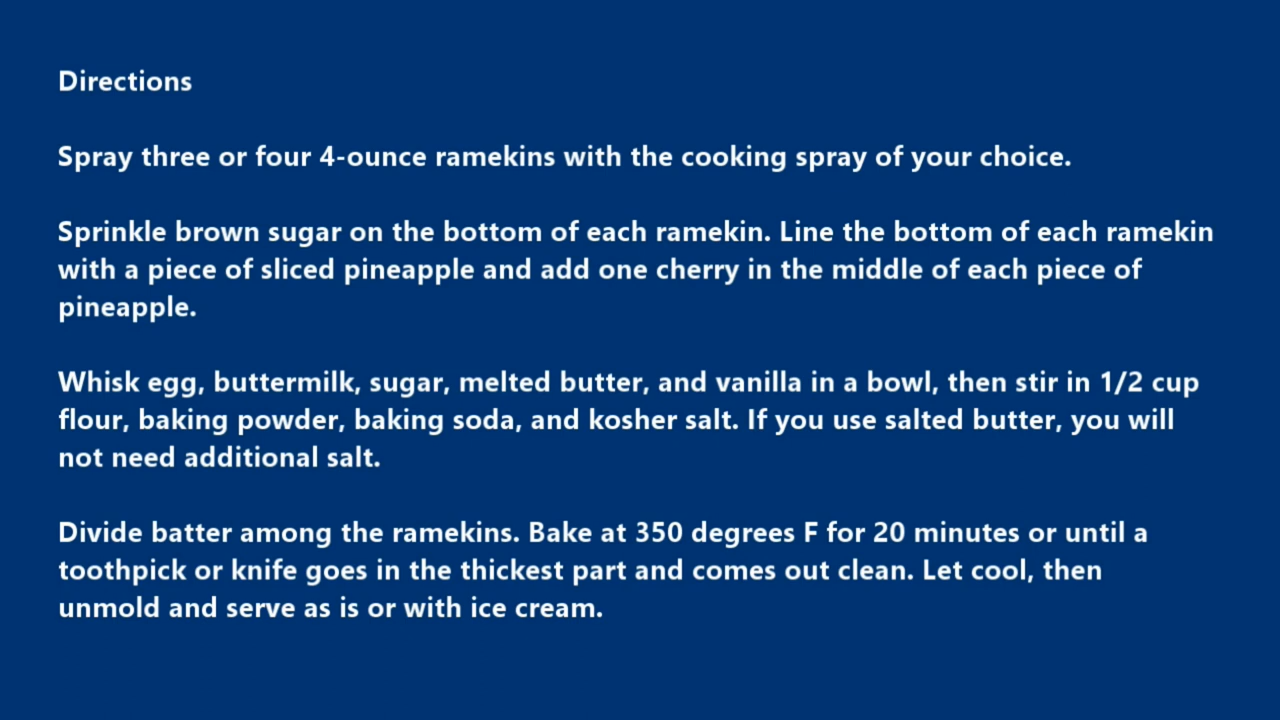 Directions
Spray three or four 4-ounce ramekins with the cooking spray of your choice.
Sprinkle brown sugar on the bottom of each ramekin. Line the bottom of each ramekin
with a piece of sliced pineapple and add one cherry in the middle of each piece of
pineapple.
Whisk egg, buttermilk, sugar, melted butter, and vanilla in a bowl, then stir in 1/2 cup
flour, baking powder, baking soda, and kosher salt. If you use salted butter, you will
not need additional salt.
Divide batter among the ramekins. Bake at 350 degrees F for 20 minutes or until a
toothpick or knife goes in the thickest part and comes out clean. Let cool, then
unmold and serve as is or with ice cream.